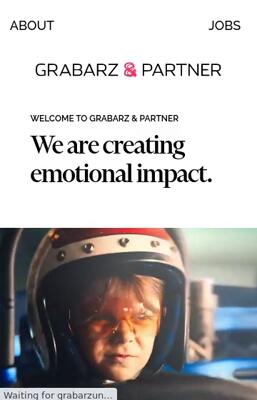 ABOUT JOBS
GRABARZ & PARTNER
WELCOME TO GRABARZ & PARTNER
We are creating
emotional impact.
Waiting for grabarzun...